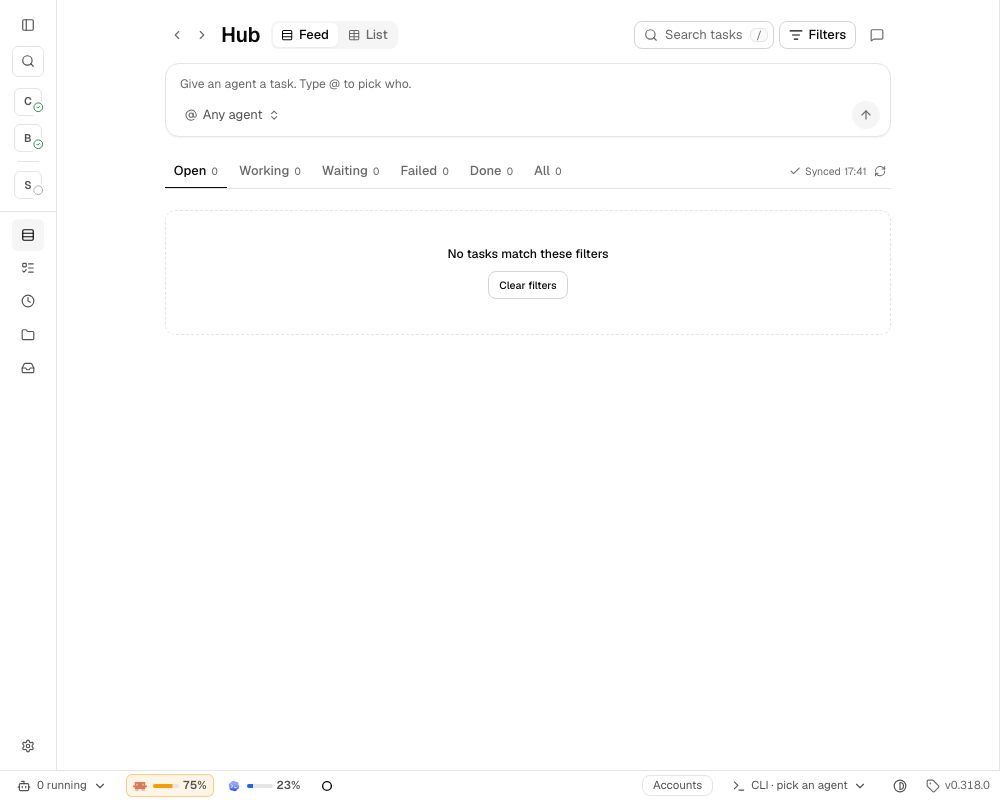 Hub
Feed
List
Search tasks /
Filters
C
B
S
Give an agent a task. Type @ to pick who.
@ Any agent
Open 0
Working 0
Waiting 0
Failed 0
Done 0
All 0
Synced 17:41
No tasks match these filters
Clear filters
0 running
75%
23%
Accounts
CLI · pick an agent
v0.318.0